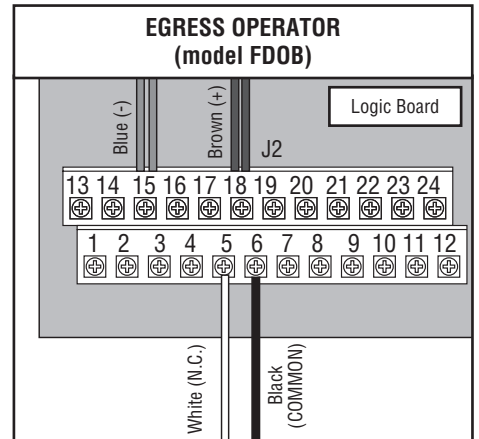 EGRESS OPERATOR
(model FDOB)
Logic Board
Blue (-)
Brown (+)
J2
13 14 15 16 17 18 19 20 21 22 23 24
1 2 3 4 5 6 7 8 9 10 11 12
White (N.C.)
Black
(COMMON)